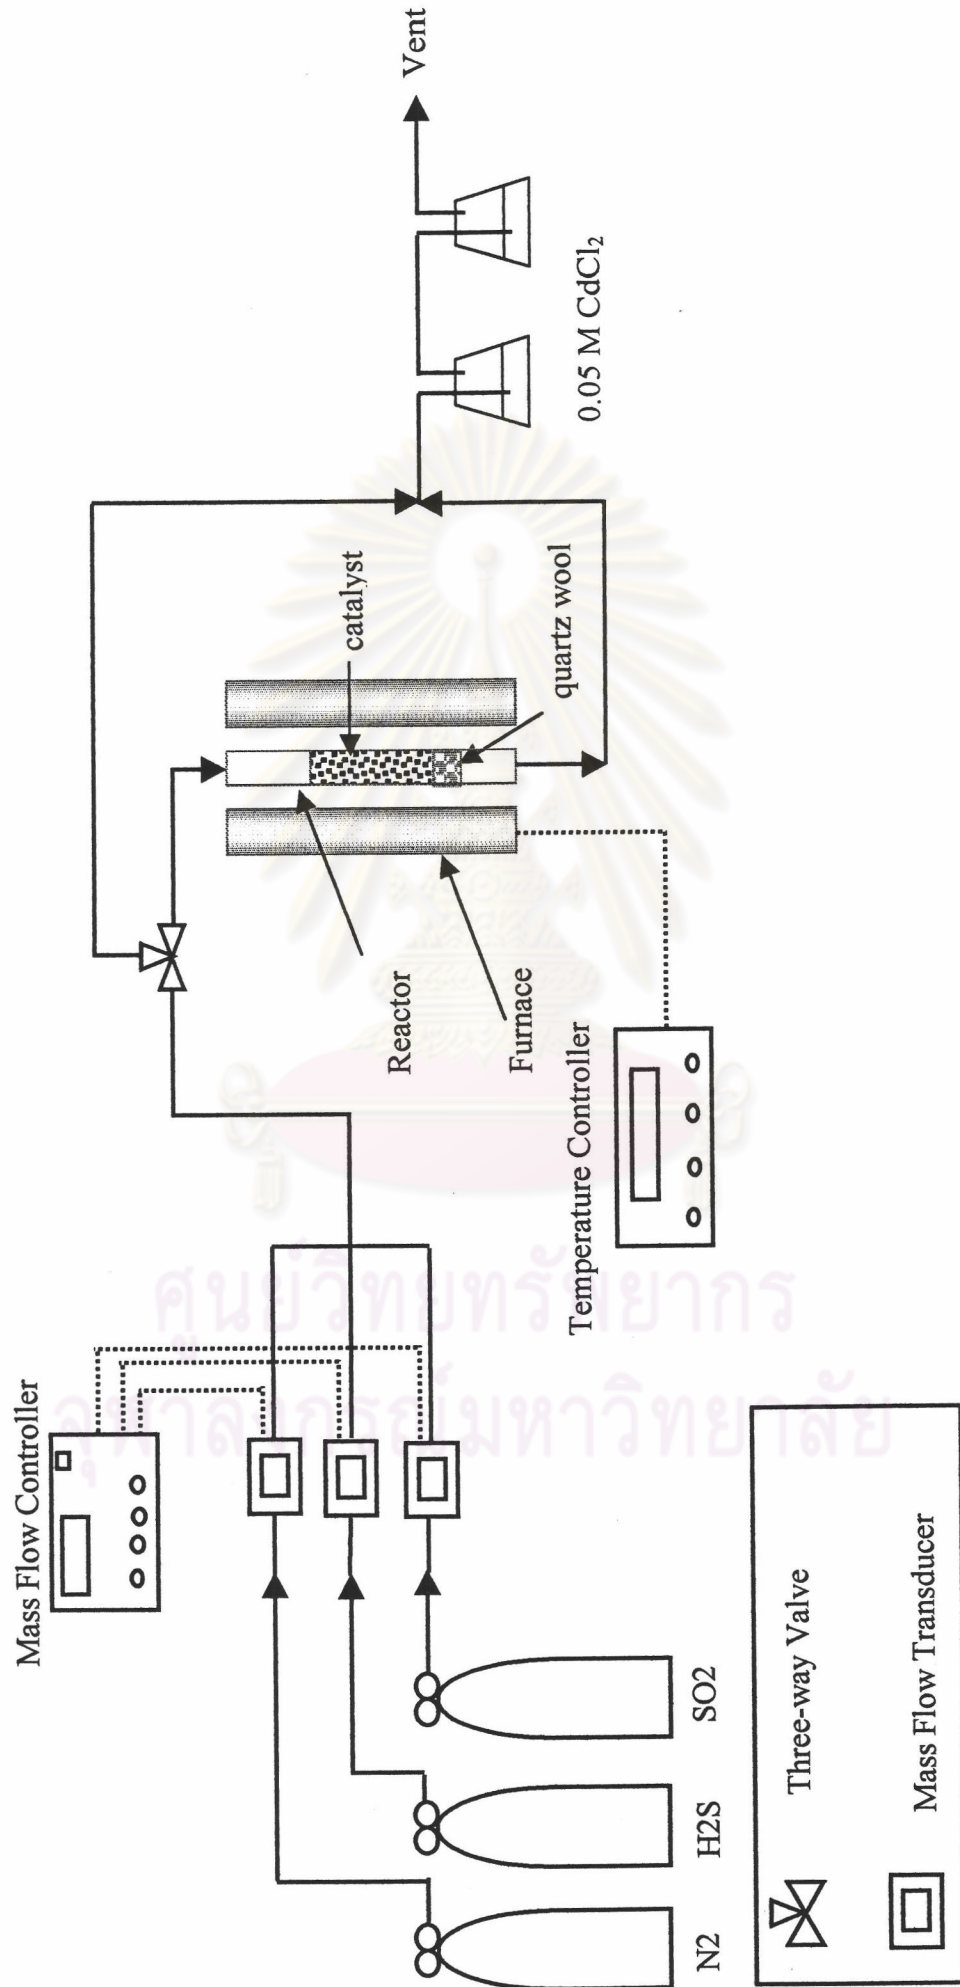 Mass Flow Controller
N2
H2S
SO2
Temperature Controller
Reactor
Furnace
catalyst
quartz wool
0.05 M CdCl₂
Vent
Three-way Valve
Mass Flow Transducer
ศูนย์วิทยทรัพยากร
จุฬาลงกรณ์มหาวิทยาลัย